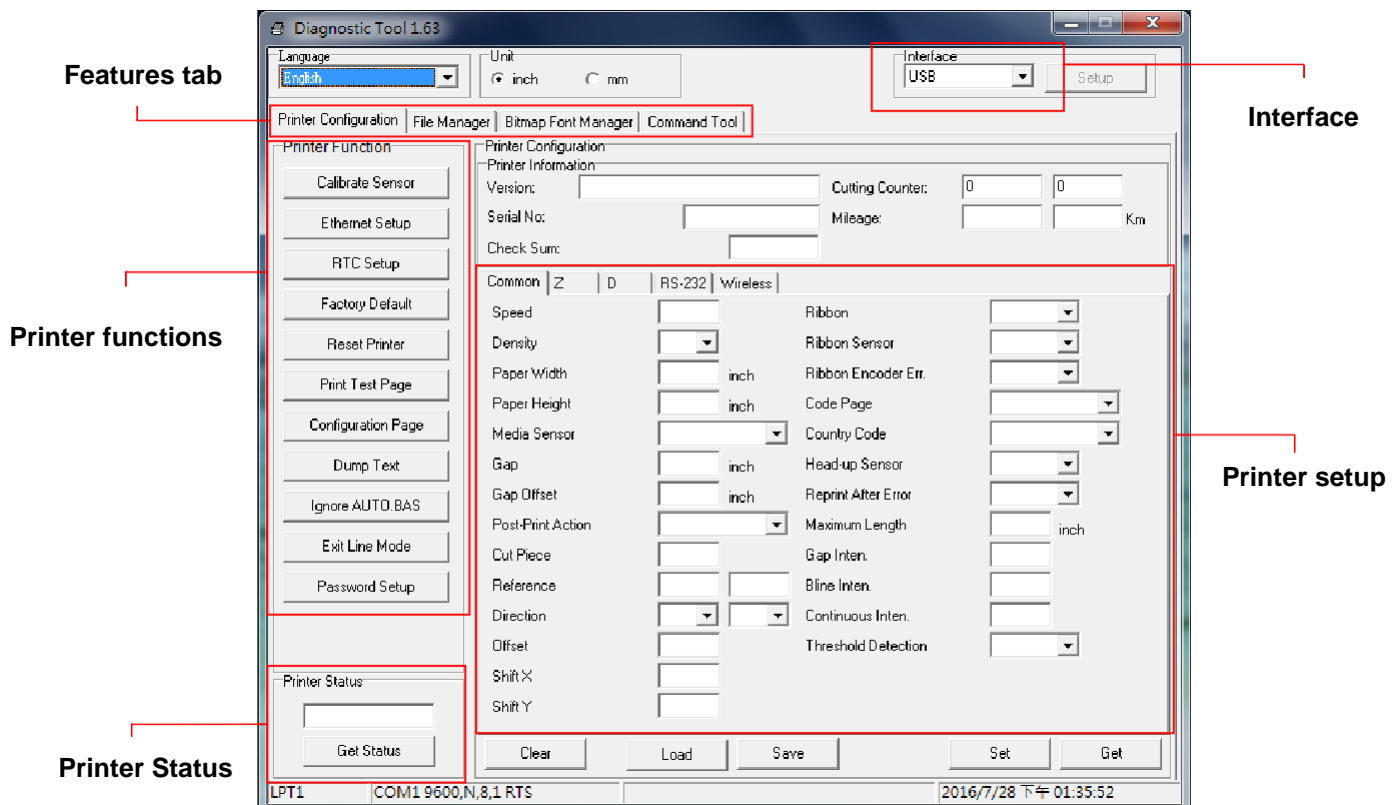 Diagnostic Tool 1.63
Language
English
Unit
inch
mm
Interface
USB
Setup
Features tab
Interface
Printer Configuration
File Manager
Bitmap Font Manager
Command Tool
Printer Function
Calibrate Sensor
Ethernet Setup
RTC Setup
Factory Default
Reset Printer
Print Test Page
Configuration Page
Dump Text
Ignore AUTO.BAS
Exit Line Mode
Password Setup
Printer functions
Printer Configuration
Printer Information
Version:
Cutting Counter: 0 0
Serial No:
Mileage: Km
Check Sum:
Common Z D RS-232 Wireless
Speed
Density
Paper Width inch
Paper Height inch
Media Sensor
Gap inch
Gap Offset inch
Post-Print Action
Cut Piece
Reference
Direction
Offset
Shift X
Shift Y
Ribbon
Ribbon Sensor
Ribbon Encoder Err.
Code Page
Country Code
Head-up Sensor
Reprint After Error
Maximum Length inch
Gap Inten.
Bline Inten.
Continuous Inten.
Threshold Detection
Printer setup
Printer Status
Get Status
Printer Status
Clear
Load
Save
Set
Get
LPT1
COM1 9600,N,8,1 RTS
2016/7/28 下午 01:35:52